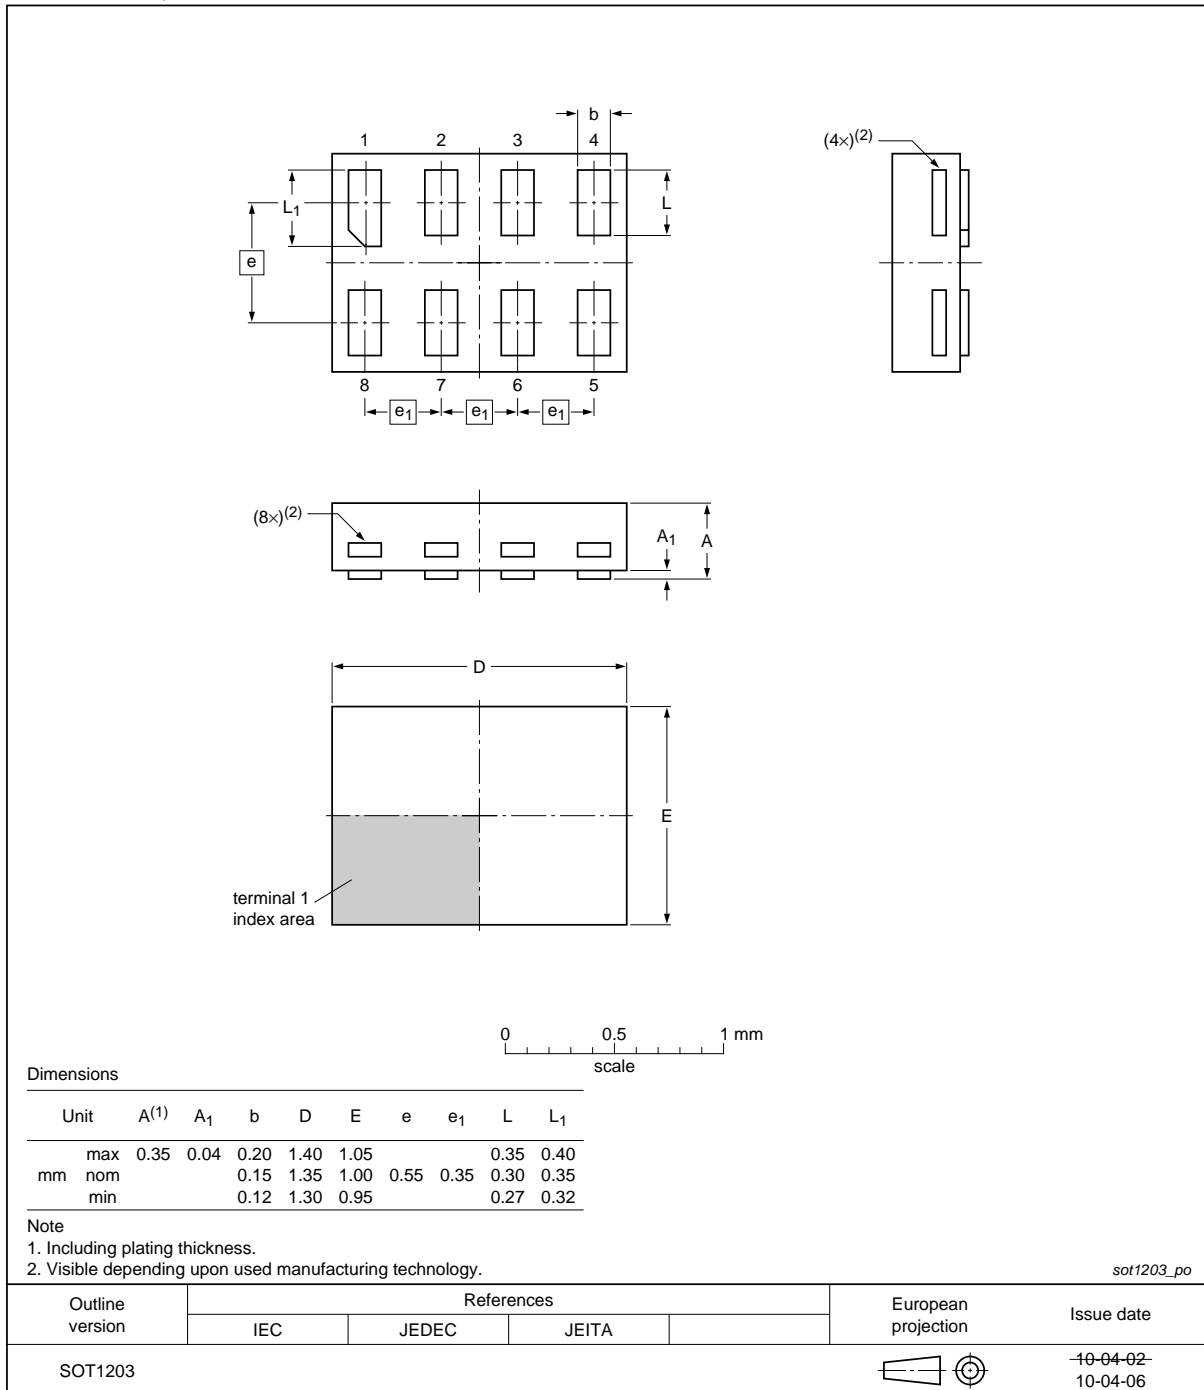 b
1 2 3 4
(4×)(2)
L1
L
e
8 7 6 5
e1 e1 e1
(8×)(2)
A1
A
D
E
terminal 1
index area
0 0.5 1 mm
scale
Dimensions
Unit A(1) A1 b D E e e1 L L1
max 0.35 0.04 0.20 1.40 1.05 0.35 0.40
mm nom 0.15 1.35 1.00 0.55 0.35 0.30 0.35
min 0.12 1.30 0.95 0.27 0.32
Note
1. Including plating thickness.
2. Visible depending upon used manufacturing technology.
sot1203_po
Outline
version
References
IEC JEDEC JEITA
European
projection
Issue date
SOT1203
10-04-02
10-04-06